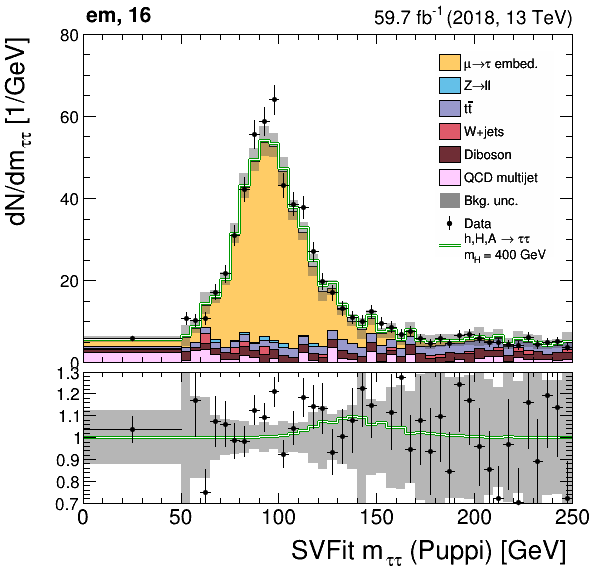 em, 16
59.7 fb⁻¹ (2018, 13 TeV)
dN/dmττ [1/GeV]
80
60
40
20
0
μ→τ embed.
Z→ll
tt̄
W+jets
Diboson
QCD multijet
Bkg. unc.
Data
h,H,A → ττ
mH = 400 GeV
1.3
1.2
1.1
1
0.9
0.8
0.7
0 50 100 150 200 250
SVFit mττ (Puppi) [GeV]